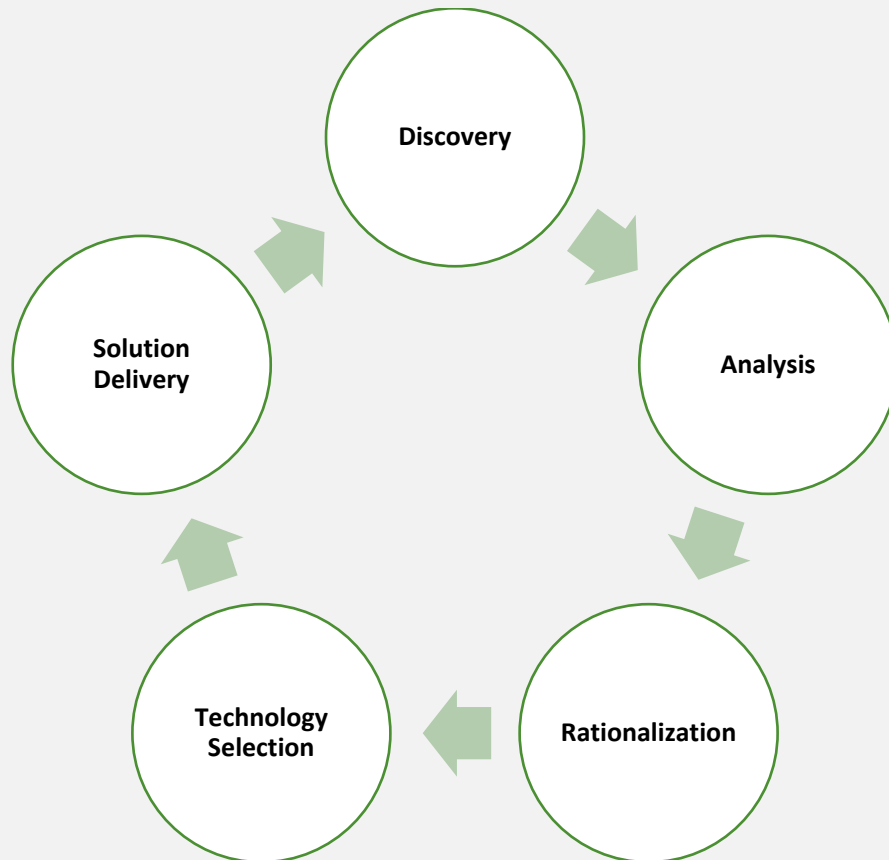 Discovery
Analysis
Rationalization
Technology
Selection
Solution
Delivery